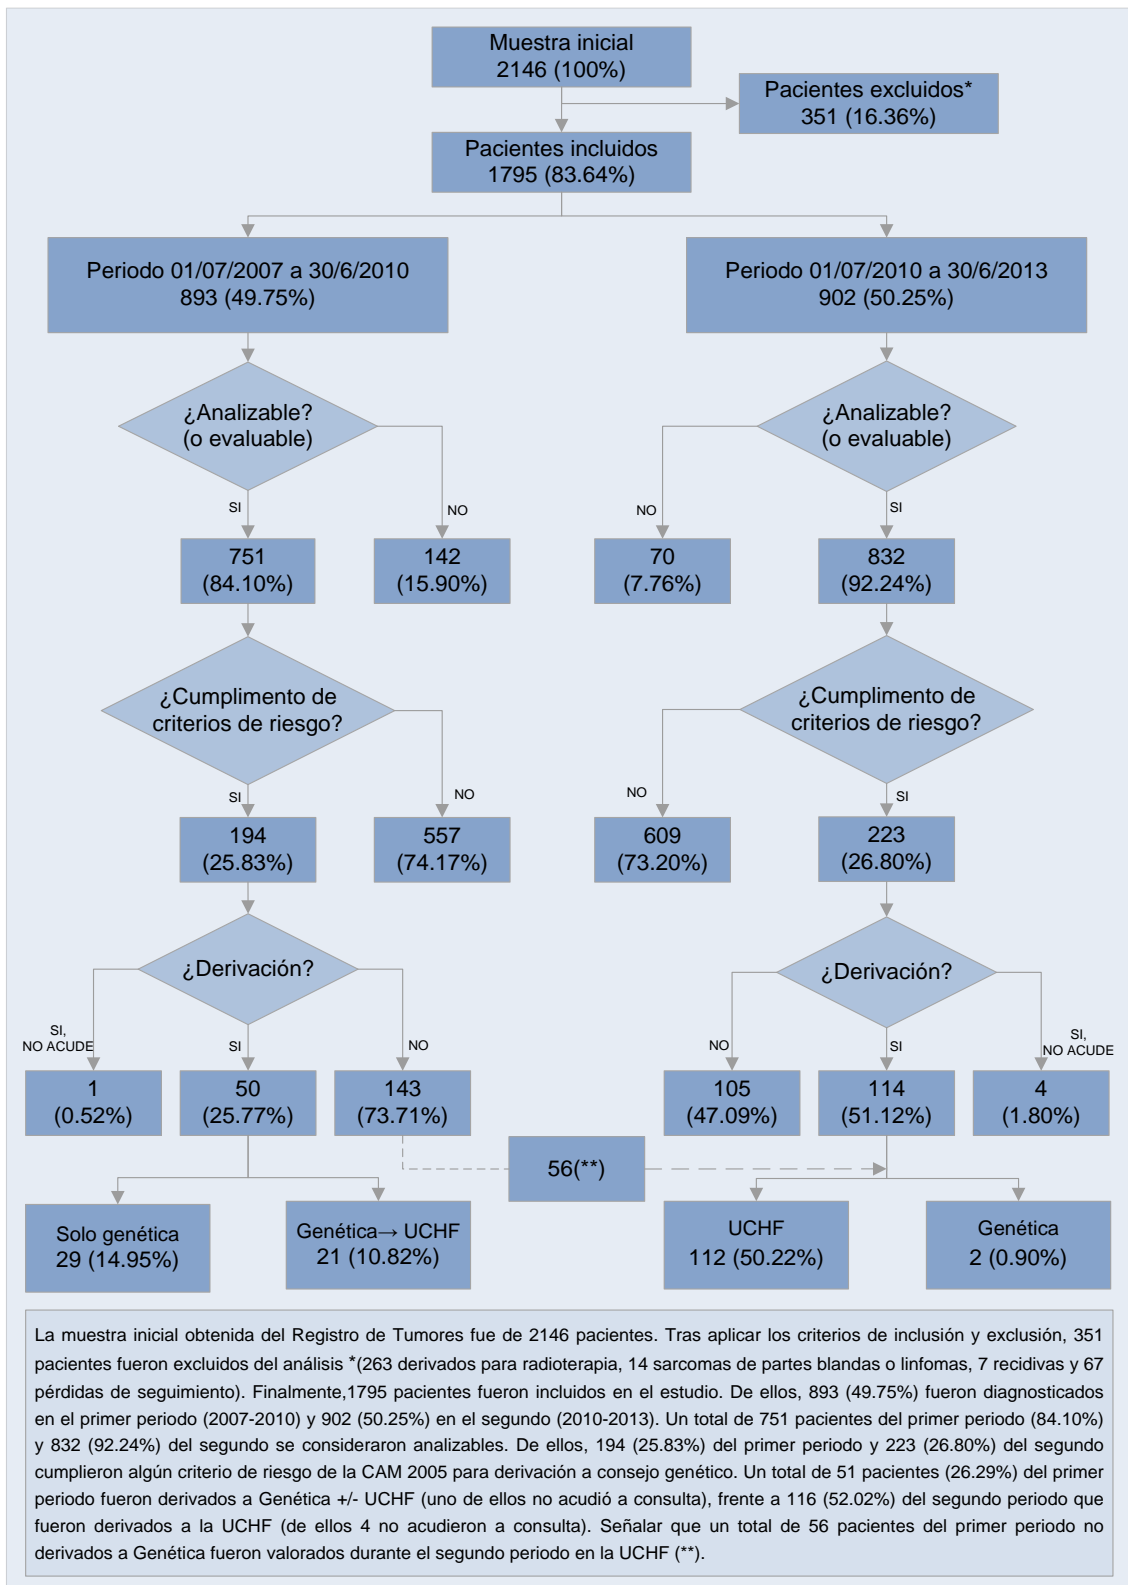 Muestra inicial
2146 (100%)
Pacientes excluidos*
351 (16.36%)
Pacientes incluidos
1795 (83.64%)
Periodo 01/07/2007 a 30/6/2010
893 (49.75%)
Periodo 01/07/2010 a 30/6/2013
902 (50.25%)
¿Analizable?
(o evaluable)
¿Analizable?
(o evaluable)
SI
NO
NO
SI
751
(84.10%)
142
(15.90%)
70
(7.76%)
832
(92.24%)
¿Cumplimento de
criterios de riesgo?
¿Cumplimento de
criterios de riesgo?
SI
NO
NO
SI
194
(25.83%)
557
(74.17%)
609
(73.20%)
223
(26.80%)
¿Derivación?
¿Derivación?
SI,
NO ACUDE
SI
NO
NO
SI
SI,
NO ACUDE
1
(0.52%)
50
(25.77%)
143
(73.71%)
105
(47.09%)
114
(51.12%)
4
(1.80%)
56(**)
Solo genética
29 (14.95%)
Genética→ UCHF
21 (10.82%)
UCHF
112 (50.22%)
Genética
2 (0.90%)
La muestra inicial obtenida del Registro de Tumores fue de 2146 pacientes. Tras aplicar los criterios de inclusión y exclusión, 351
pacientes fueron excluidos del análisis *(263 derivados para radioterapia, 14 sarcomas de partes blandas o linfomas, 7 recidivas y 67
pérdidas de seguimiento). Finalmente,1795 pacientes fueron incluidos en el estudio. De ellos, 893 (49.75%) fueron diagnosticados
en el primer periodo (2007-2010) y 902 (50.25%) en el segundo (2010-2013). Un total de 751 pacientes del primer periodo (84.10%)
y 832 (92.24%) del segundo se consideraron analizables. De ellos, 194 (25.83%) del primer periodo y 223 (26.80%) del segundo
cumplieron algún criterio de riesgo de la CAM 2005 para derivación a consejo genético. Un total de 51 pacientes (26.29%) del primer
periodo fueron derivados a Genética +/- UCHF (uno de ellos no acudió a consulta), frente a 116 (52.02%) del segundo periodo que
fueron derivados a la UCHF (de ellos 4 no acudieron a consulta). Señalar que un total de 56 pacientes del primer periodo no
derivados a Genética fueron valorados durante el segundo periodo en la UCHF (**).